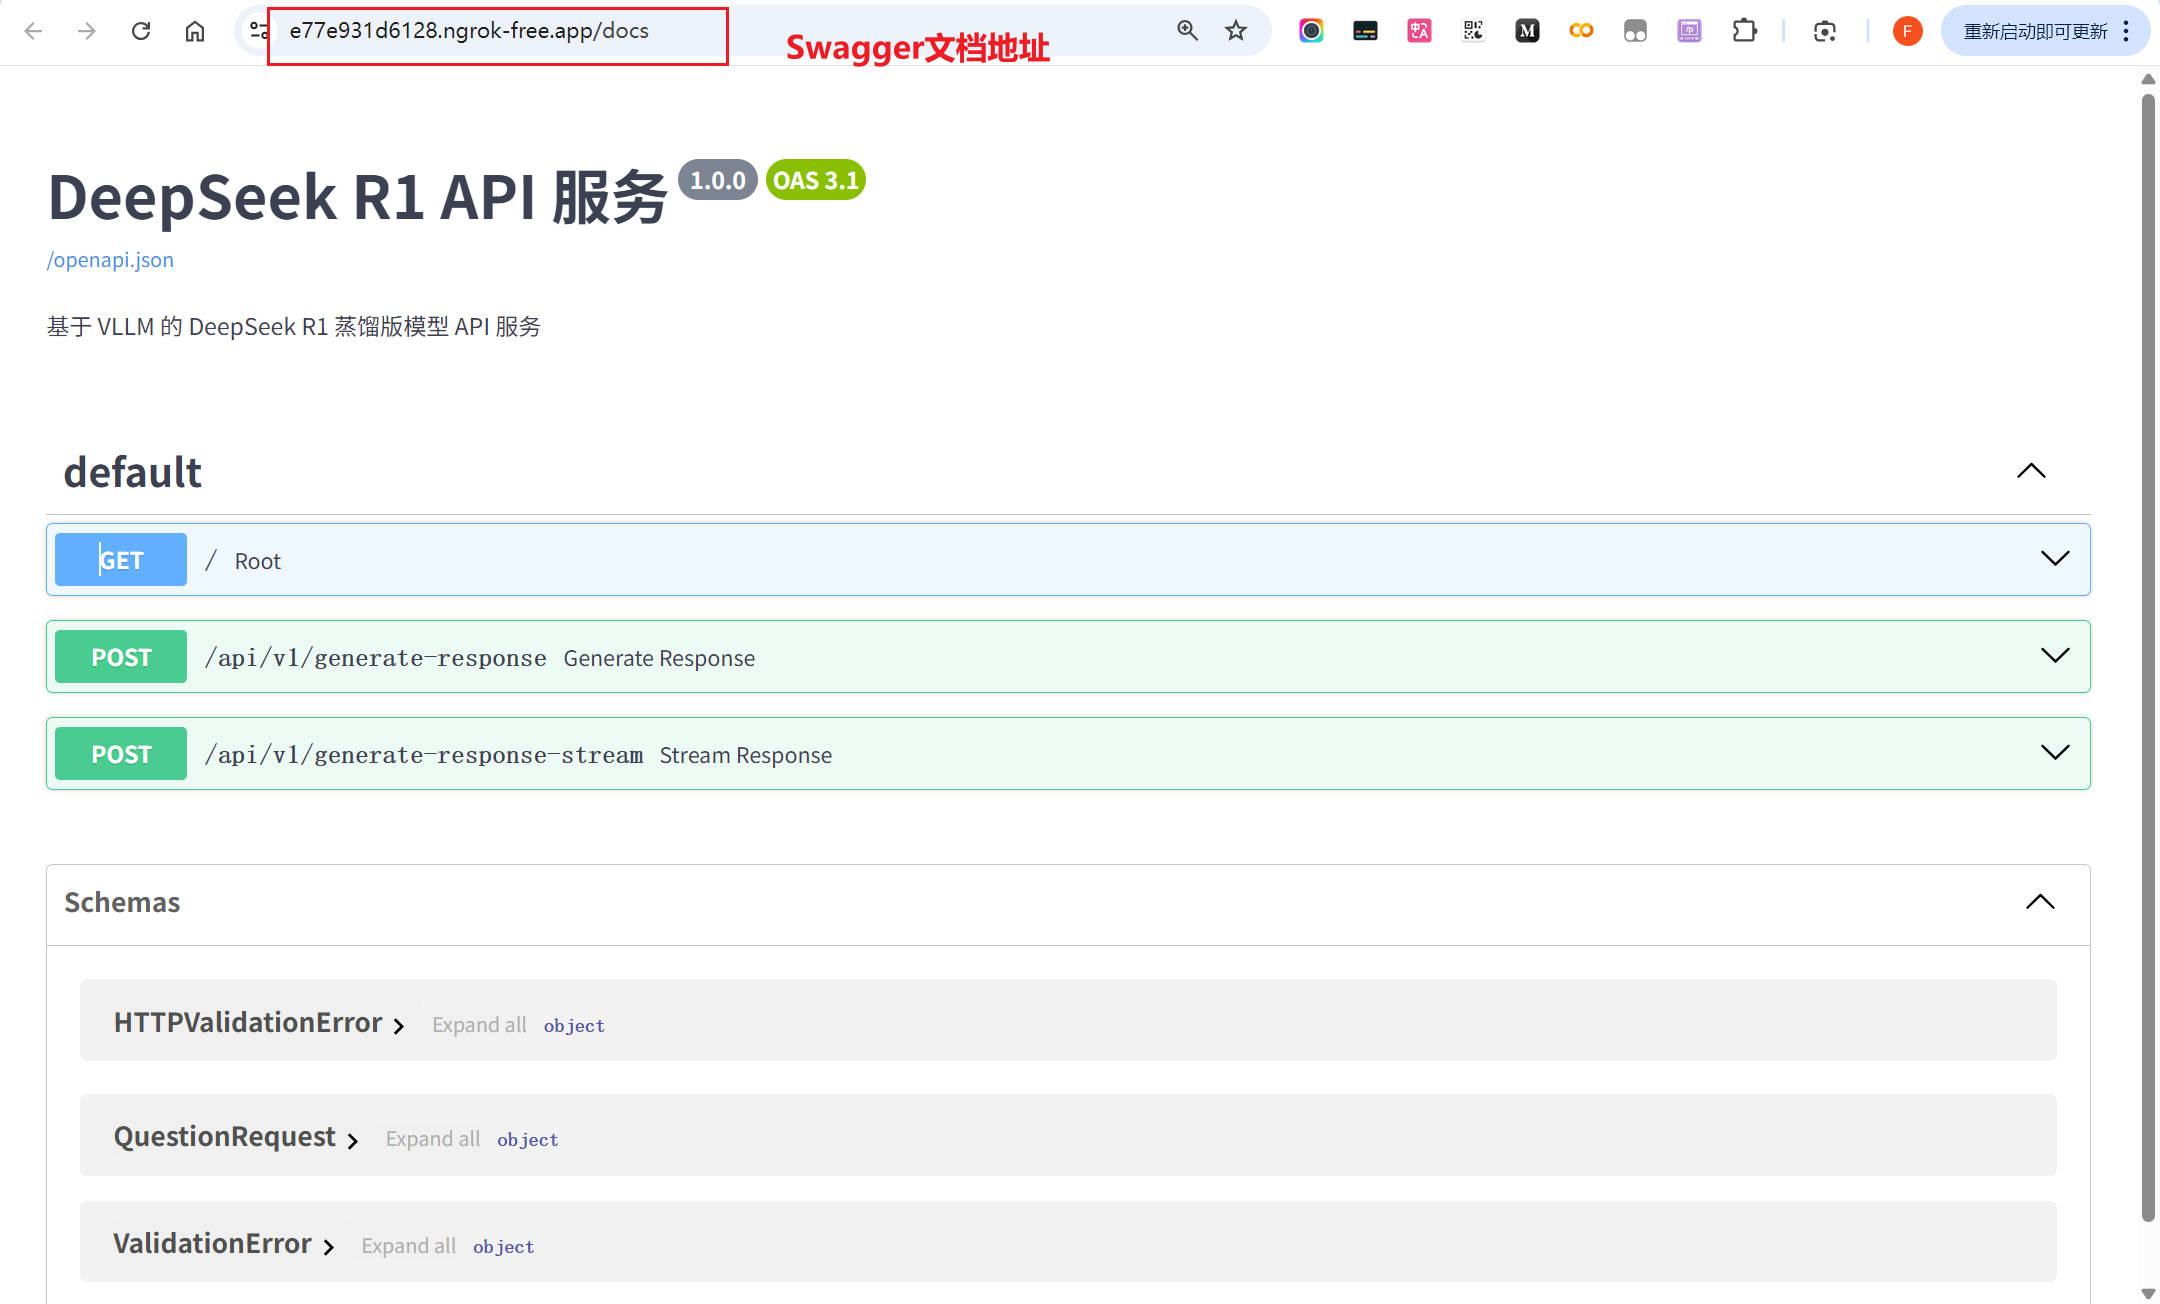 e77e931d6128.ngrok-free.app/docs
Swagger文档地址
重新启动即可更新
DeepSeek R1 API 服务 1.0.0 OAS 3.1
/openapi.json
基于 VLLM 的 DeepSeek R1 蒸馏版模型 API 服务
default
GET / Root
POST /api/v1/generate-response Generate Response
POST /api/v1/generate-response-stream Stream Response
Schemas
HTTPValidationError Expand all object
QuestionRequest Expand all object
ValidationError Expand all object